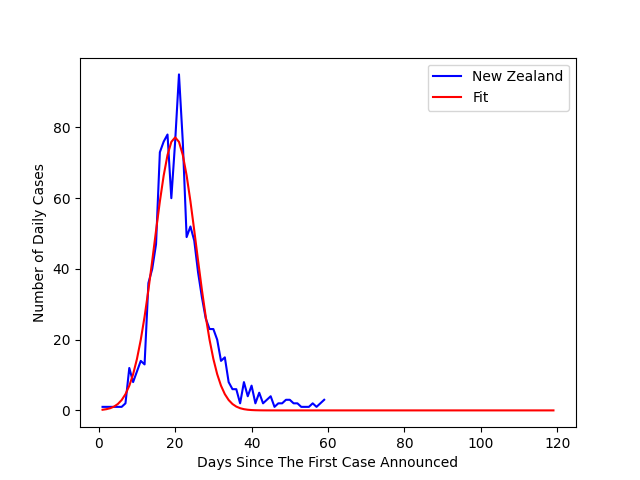 New Zealand
Fit
Number of Daily Cases
80
60
40
20
0
0 20 40 60 80 100 120
Days Since The First Case Announced